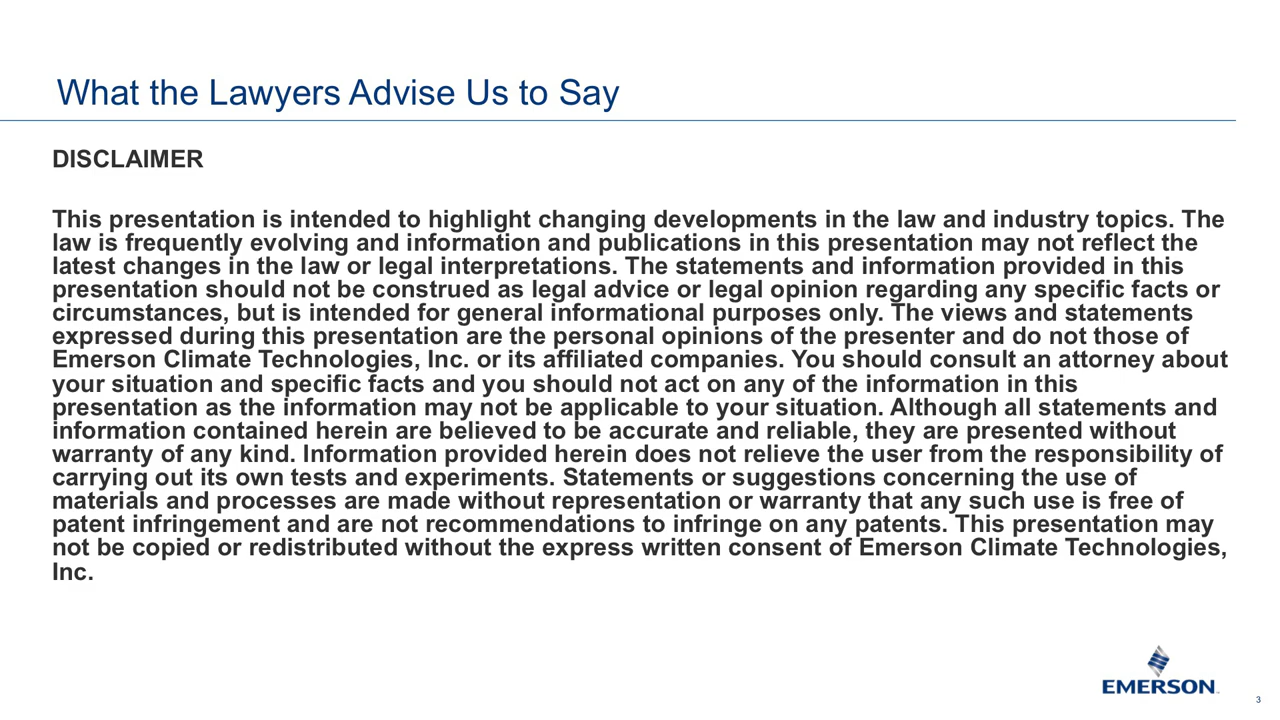 What the Lawyers Advise Us to Say
DISCLAIMER
This presentation is intended to highlight changing developments in the law and industry topics. The
law is frequently evolving and information and publications in this presentation may not reflect the
latest changes in the law or legal interpretations. The statements and information provided in this
presentation should not be construed as legal advice or legal opinion regarding any specific facts or
circumstances, but is intended for general informational purposes only. The views and statements
expressed during this presentation are the personal opinions of the presenter and do not those of
Emerson Climate Technologies, Inc. or its affiliated companies. You should consult an attorney about
your situation and specific facts and you should not act on any of the information in this
presentation as the information may not be applicable to your situation. Although all statements and
information contained herein are believed to be accurate and reliable, they are presented without
warranty of any kind. Information provided herein does not relieve the user from the responsibility of
carrying out its own tests and experiments. Statements or suggestions concerning the use of
materials and processes are made without representation or warranty that any such use is free of
patent infringement and are not recommendations to infringe on any patents. This presentation may
not be copied or redistributed without the express written consent of Emerson Climate Technologies,
Inc.
EMERSON
3